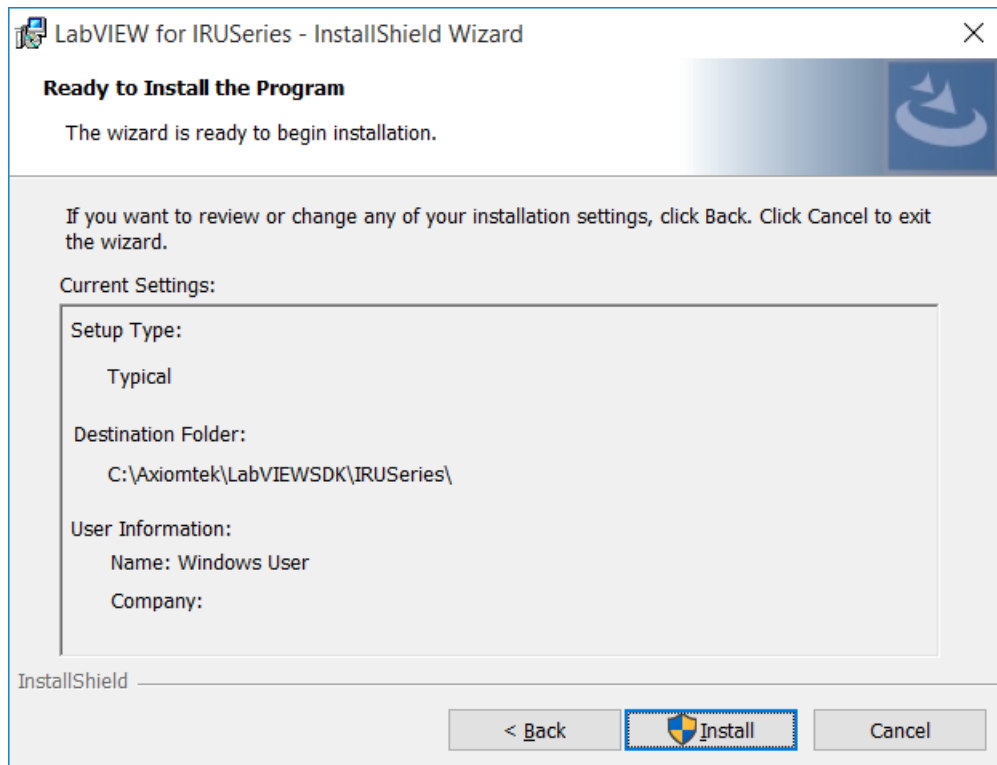 LabVIEW for IRUSeries - InstallShield Wizard
Ready to Install the Program
The wizard is ready to begin installation.
If you want to review or change any of your installation settings, click Back. Click Cancel to exit
the wizard.
Current Settings:
Setup Type:
Typical
Destination Folder:
C:\Axiomtek\LabVIEWSDK\IRUSeries\
User Information:
Name: Windows User
Company:
InstallShield
< Back
Install
Cancel